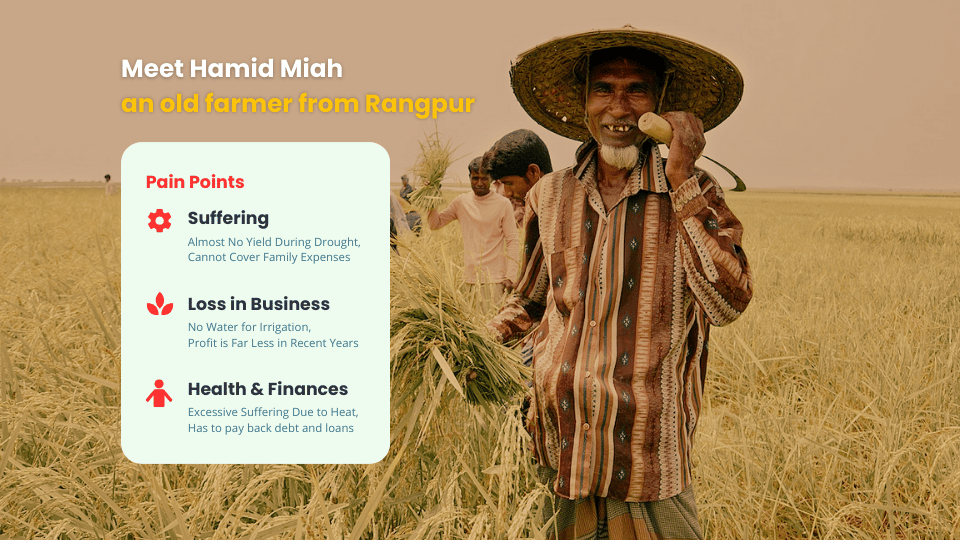 Meet Hamid Miah
an old farmer from Rangpur
Pain Points
Suffering
Almost No Yield During Drought,
Cannot Cover Family Expenses
Loss in Business
No Water for Irrigation,
Profit is Far Less in Recent Years
Health & Finances
Excessive Suffering Due to Heat,
Has to pay back debt and loans